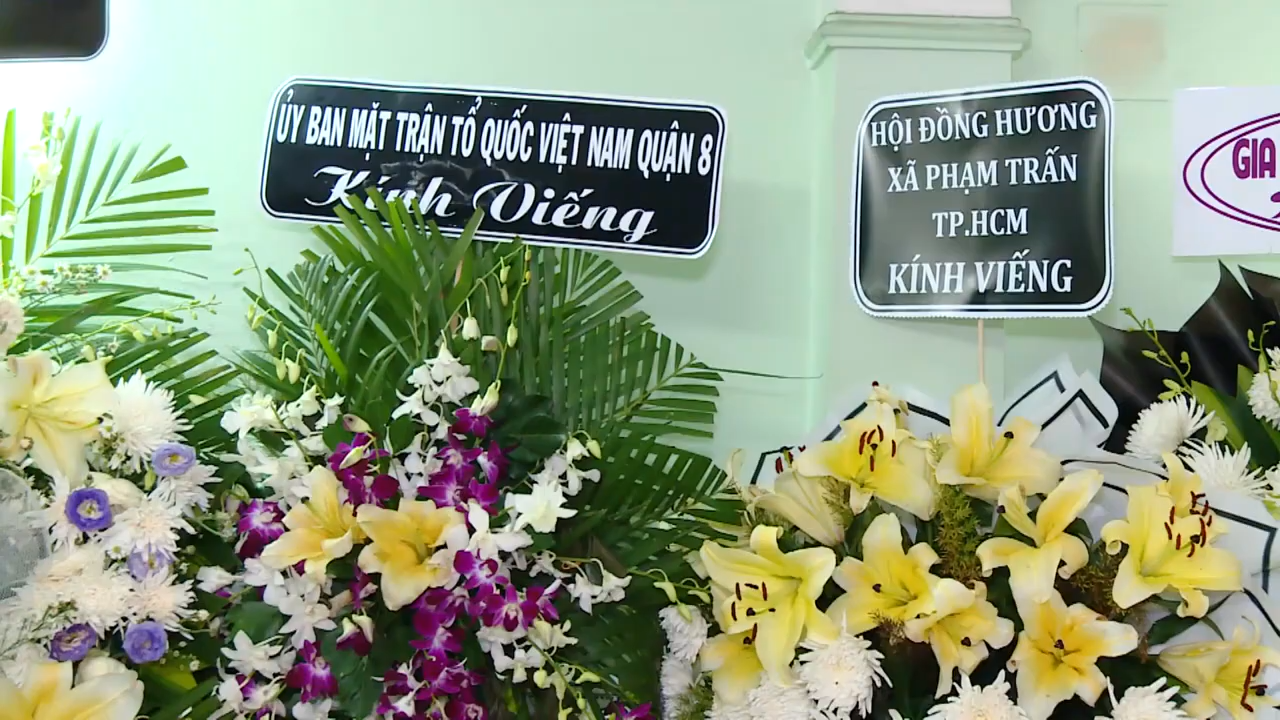 ỦY BAN MẶT TRẬN TỔ QUỐC VIỆT NAM QUẬN 8
Kính Viếng
HỘI ĐỒNG HƯƠNG
XÃ PHẠM TRẤN
TP.HCM
KÍNH VIẾNG
GIA